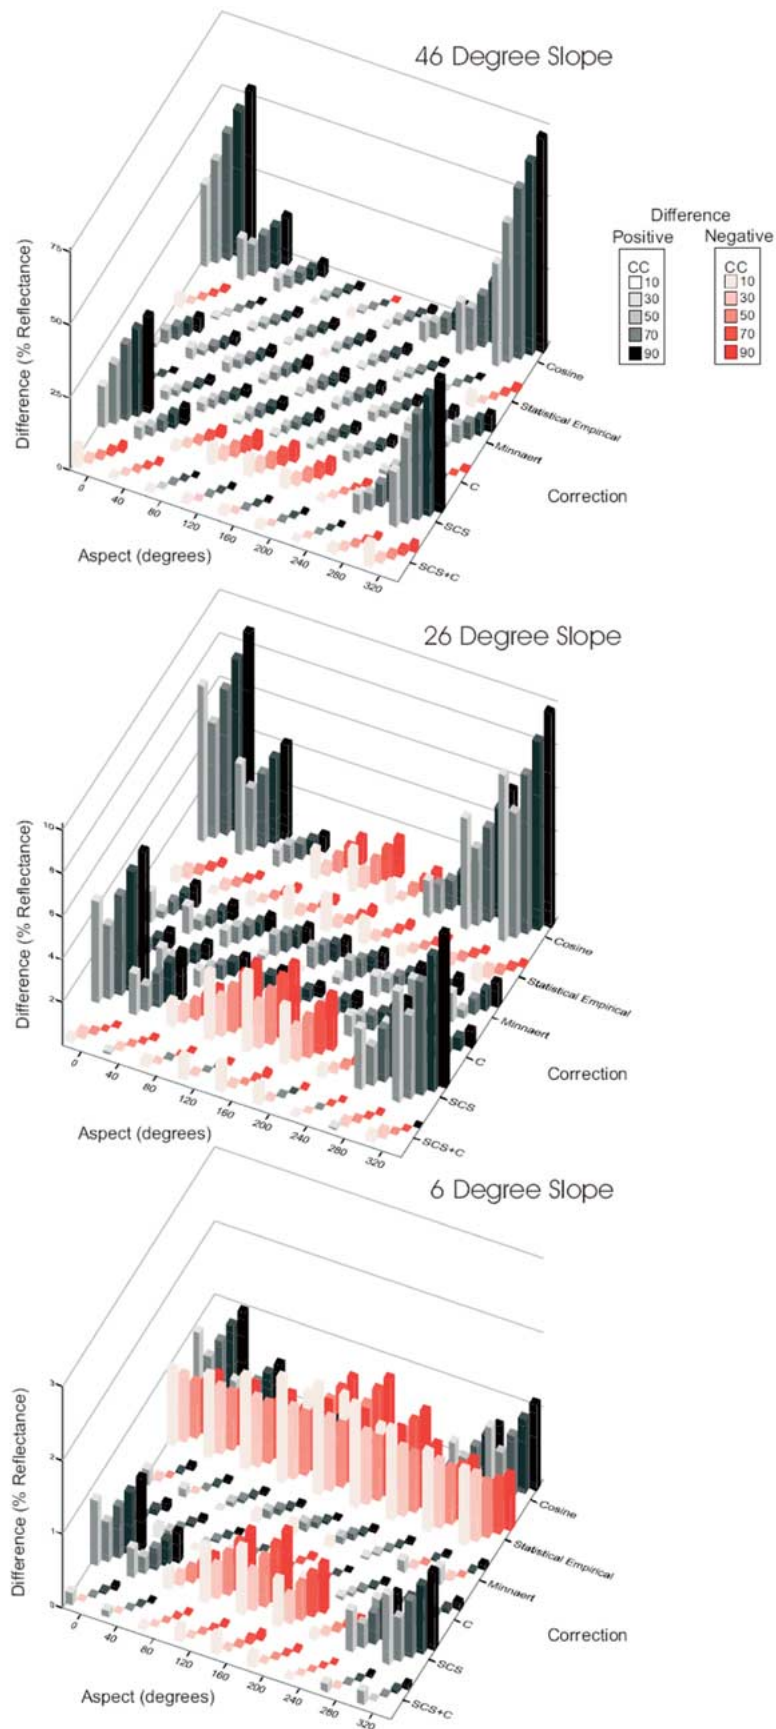 46 Degree Slope
Difference
Positive Negative
CC CC
10 10
30 30
50 50
70 70
90 90
Difference (% Reflectance)
75
50
25
0
0 40 80 120 160 200 240 280 320
Aspect (degrees)
Cosine
Statistical Empirical
Minnaert
C
SCS
SCS+C
Correction
26 Degree Slope
Difference (% Reflectance)
10
8
6
4
2
0 40 80 120 160 200 240 280 320
Aspect (degrees)
Cosine
Statistical Empirical
Minnaert
C
SCS
SCS+C
Correction
6 Degree Slope
Difference (% Reflectance)
3
2
1
0
0 40 80 120 160 200 240 280 320
Aspect (degrees)
Cosine
Statistical Empirical
Minnaert
C
SCS
SCS+C
Correction